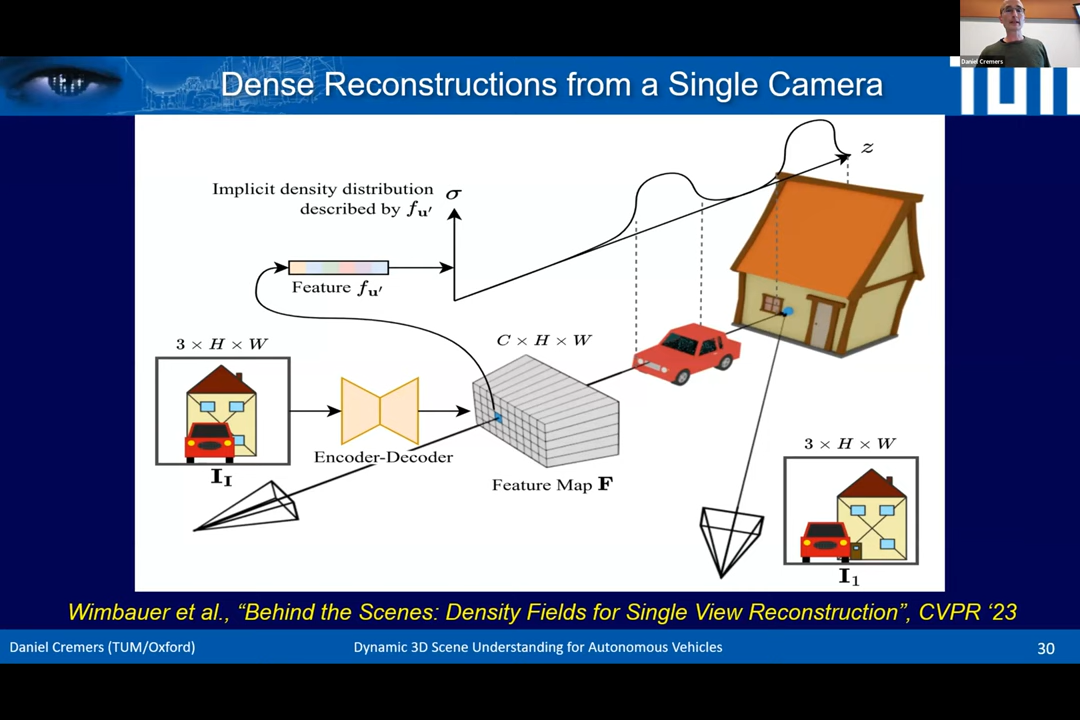 Daniel Cremers
Dense Reconstructions from a Single Camera
TUM
z
Implicit density distribution
described by f_u′
σ
Feature f_u′
3 × H × W
C × H × W
Encoder-Decoder
I_I
Feature Map F
3 × H × W
I_1
Wimbauer et al., “Behind the Scenes: Density Fields for Single View Reconstruction”, CVPR ‘23
Daniel Cremers (TUM/Oxford)
Dynamic 3D Scene Understanding for Autonomous Vehicles
30